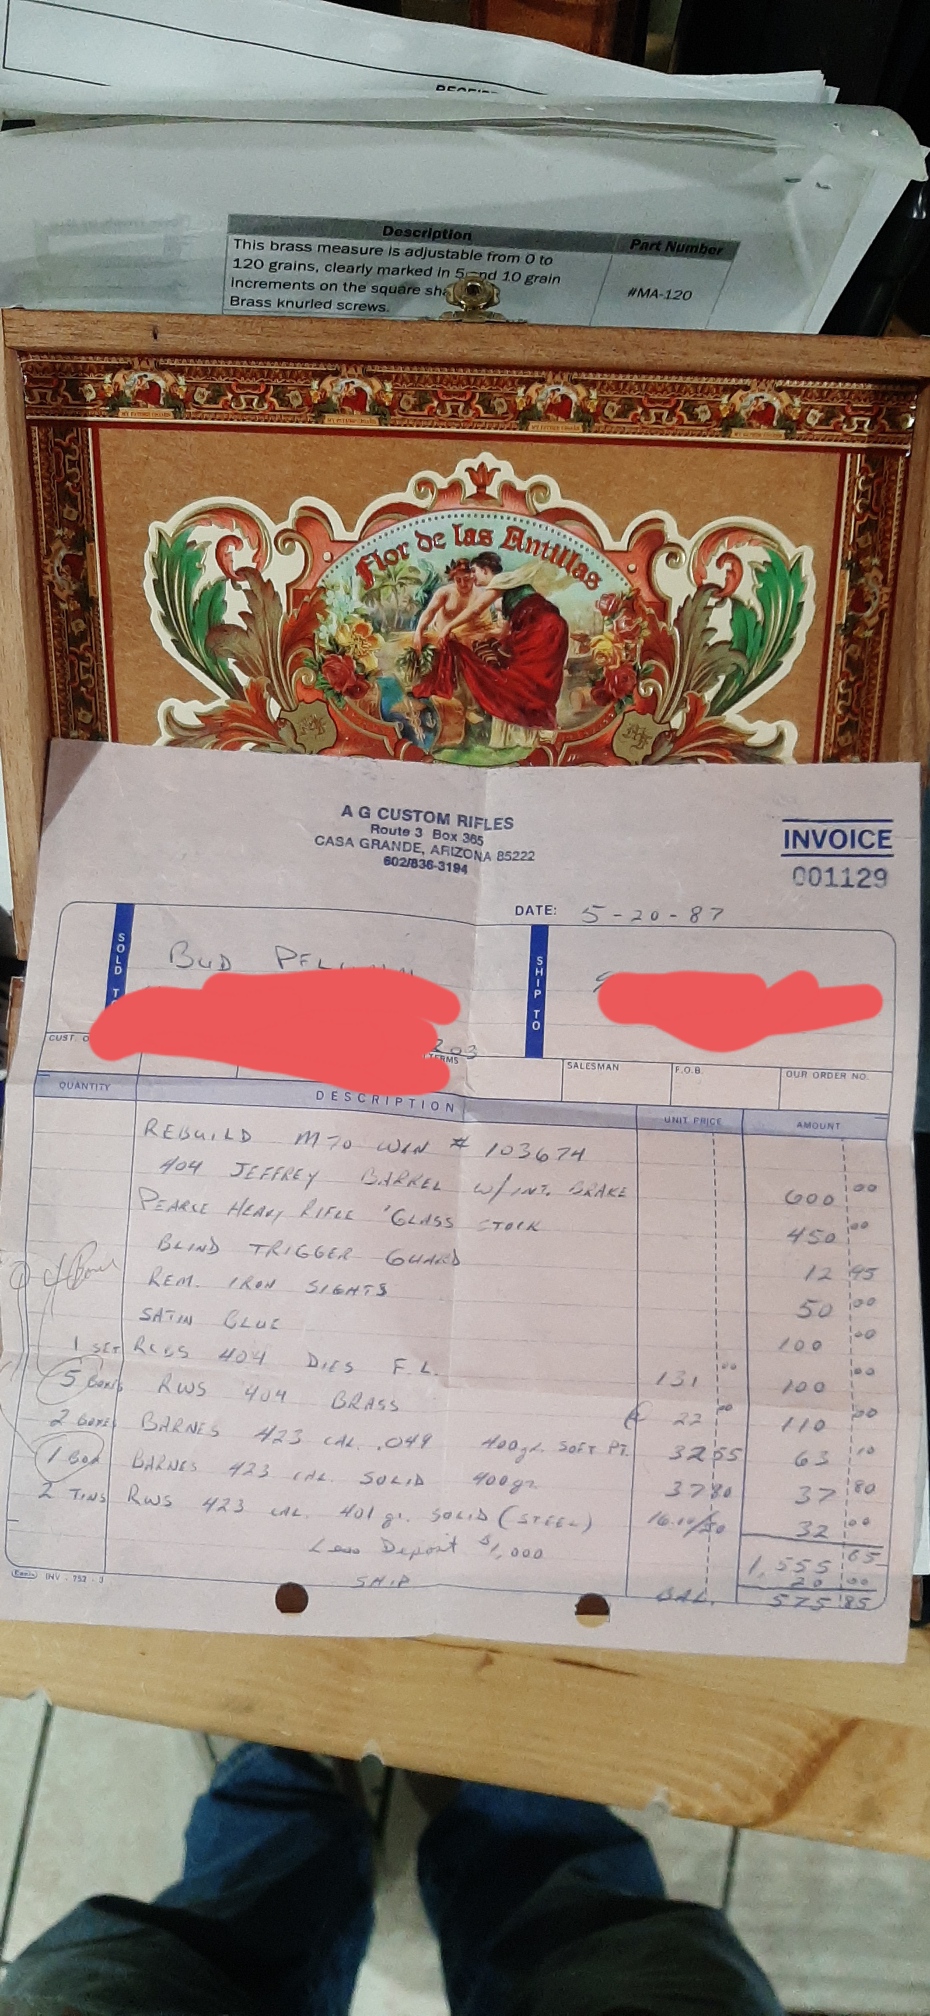 Description
Part Number
This brass measure is adjustable from 0 to
120 grains, clearly marked in 5 and 10 grain
increments on the square
Brass knurled screws.
#MA-120
Flor de las Antillas
A G CUSTOM RIFLES
Route 3 Box 365
CASA GRANDE, ARIZONA 85222
602/836-3194
INVOICE
001129
DATE: 5-20-87
SOLD TO
BUD
SHIP TO
CUST. O
203
TERMS
SALESMAN
F.O.B.
OUR ORDER NO.
QUANTITY
DESCRIPTION
UNIT PRICE
AMOUNT
REBUILD M70 WIN # 103674
404 JEFFREY BARREL W/INT. BRAKE 600 00
PEARCE HEAVY RIFLE 'GLASS STOCK 450 00
BLIND TRIGGER GUARD 12 95
REM. IRON SIGHTS 50 00
SATIN BLUE 100 00
1 SET RCBS 404 DIES F.L. 131 00 100 00
5 BOXES RWS 404 BRASS @ 22 00 110 00
2 BOXES BARNES 423 CAL .049 400gr. SOFT PT. 32 55 63 10
1 BOX BARNES 423 CAL. SOLID 400gr 37 80 37 80
2 TINS RWS 423 CAL. 401 gr. SOLID (STEEL) 32 00
Less Deposit $1,000 1,555 85
SHIP 20 00
BAL. 575 85
Ennis INV-752-3